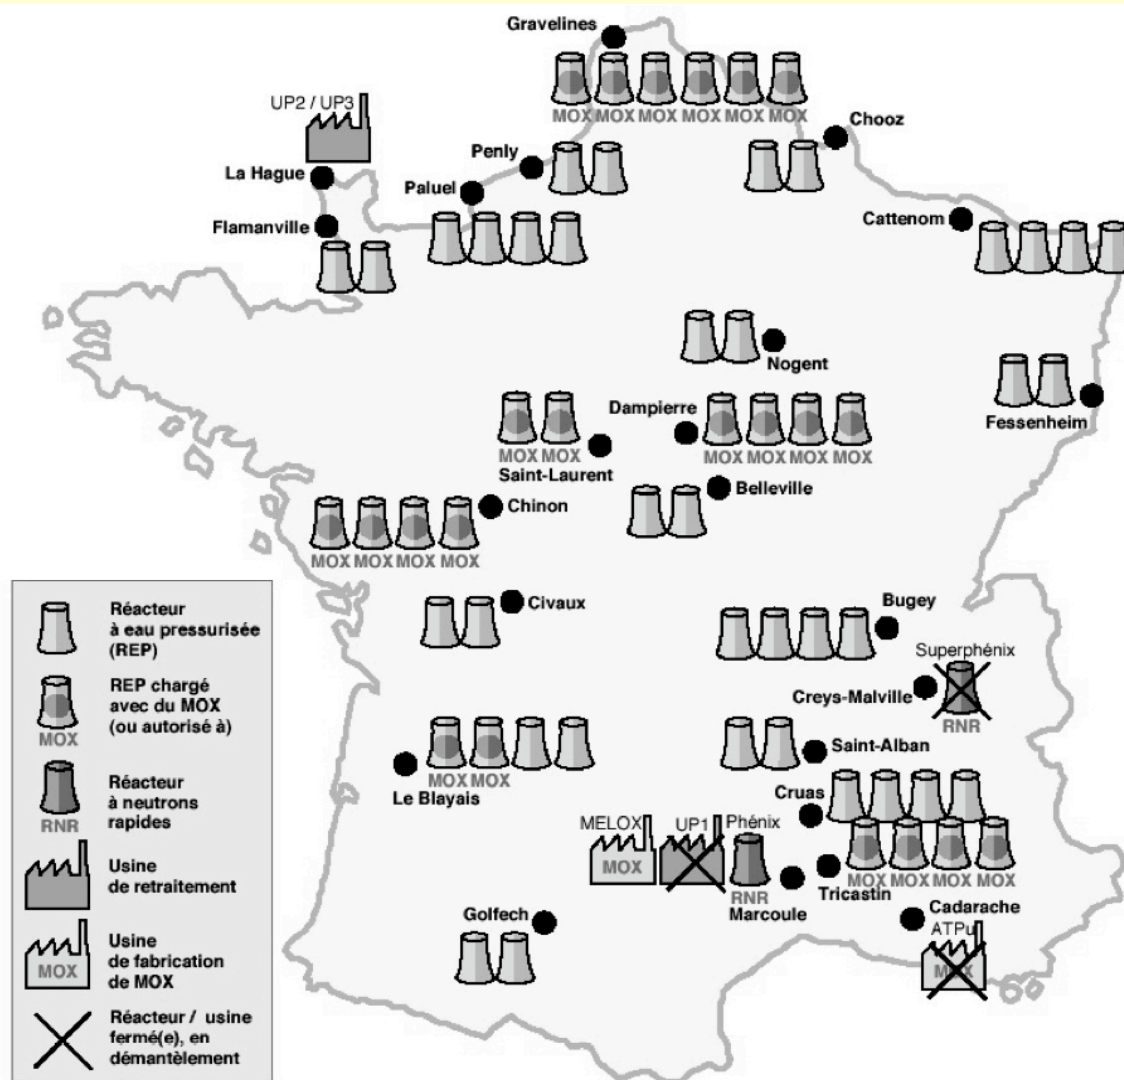 Gravelines
MOX MOX MOX MOX MOX MOX
UP2 / UP3
Chooz
Penly
La Hague
Paluel
Flamanville
Cattenom
Nogent
Fessenheim
Dampierre
MOX MOX
MOX MOX MOX MOX
Saint-Laurent
Belleville
Chinon
MOX MOX MOX MOX
Civaux
Bugey
Superphénix
Creys-Malville
RNR
Saint-Alban
MOX MOX
Le Blayais
Cruas
MELOX
UP1
Phénix
MOX
RNR
Marcoule
MOX MOX MOX MOX
Tricastin
Golfech
Cadarache
ATPu
MOX
Réacteur
à eau pressurisée
(REP)
REP chargé
avec du MOX
(ou autorisé à)
MOX
Réacteur
à neutrons
rapides
RNR
Usine
de retraitement
Usine
de fabrication
de MOX
MOX
Réacteur / usine
fermé(e), en
démantèlement